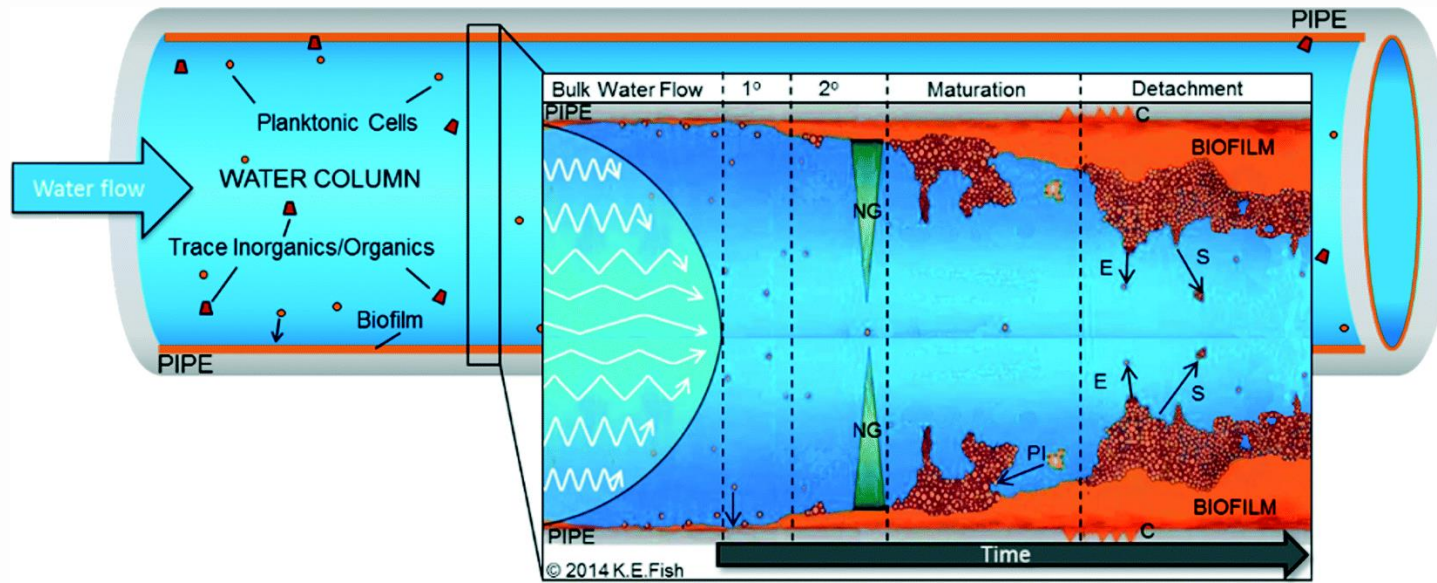 PIPE
Planktonic Cells
Water flow
WATER COLUMN
Trace Inorganics/Organics
Biofilm
PIPE
Bulk Water Flow
1º
2º
Maturation
Detachment
PIPE
C
BIOFILM
NG
E
S
E
S
NG
PI
BIOFILM
PIPE
C
Time
© 2014 K.E.Fish